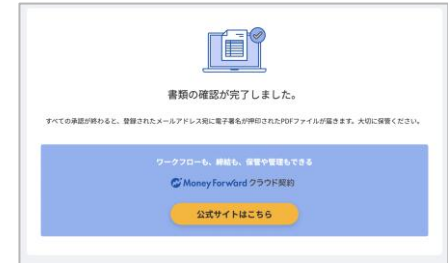 書類の確認が完了しました。
すべての承認が終わると、登録されたメールアドレス宛に電子署名が押印されたPDFファイルが届きます。大切に保管ください。
ワークフローも、締結も、保管や管理もできる
Money Forward クラウド契約
公式サイトはこちら